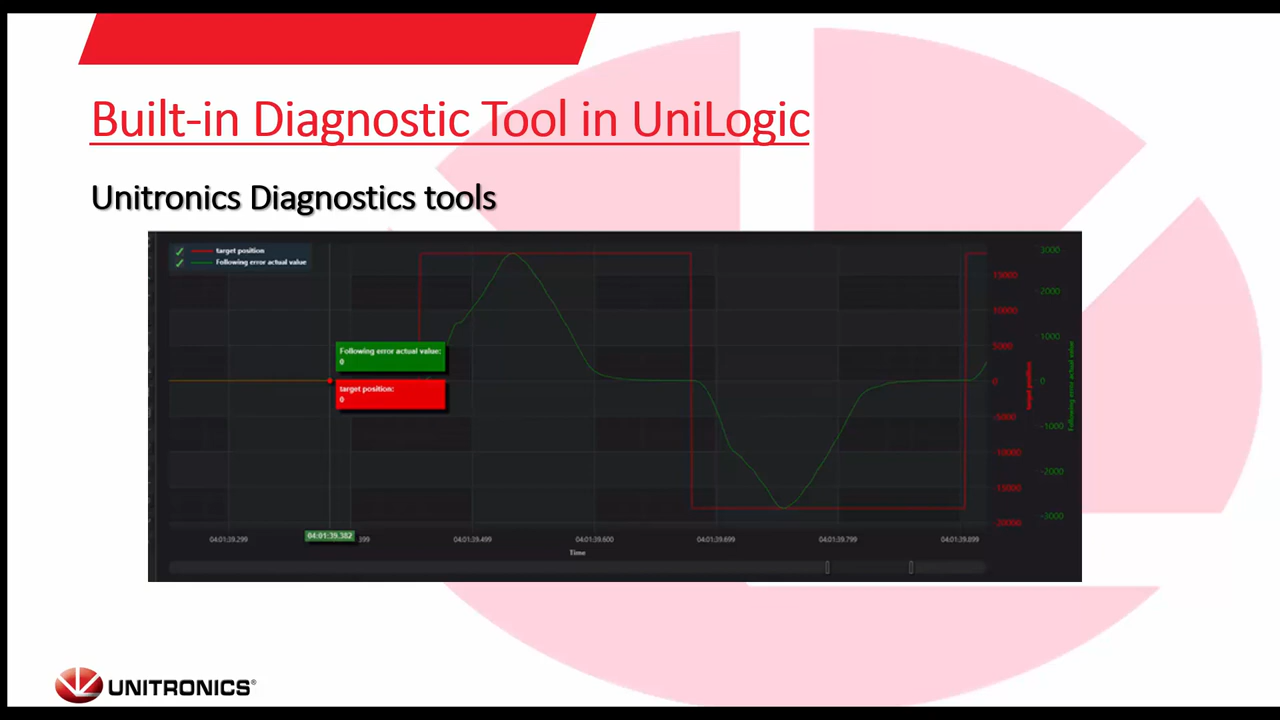 Built-in Diagnostic Tool in UniLogic
Unitronics Diagnostics tools
target position
Following error actual value
3000
15000
2000
10000
1000
5000
Following error actual value:
0
target position:
0
0
0
-5000
-1000
10000
-2000
15000
-3000
20000
target position
Following error actual value
04:01:39.299
04:01:39.382
399
04:01:39.499
04:01:39.600
04:01:39.699
04:01:39.799
04:01:39.899
Time
UNITRONICS®